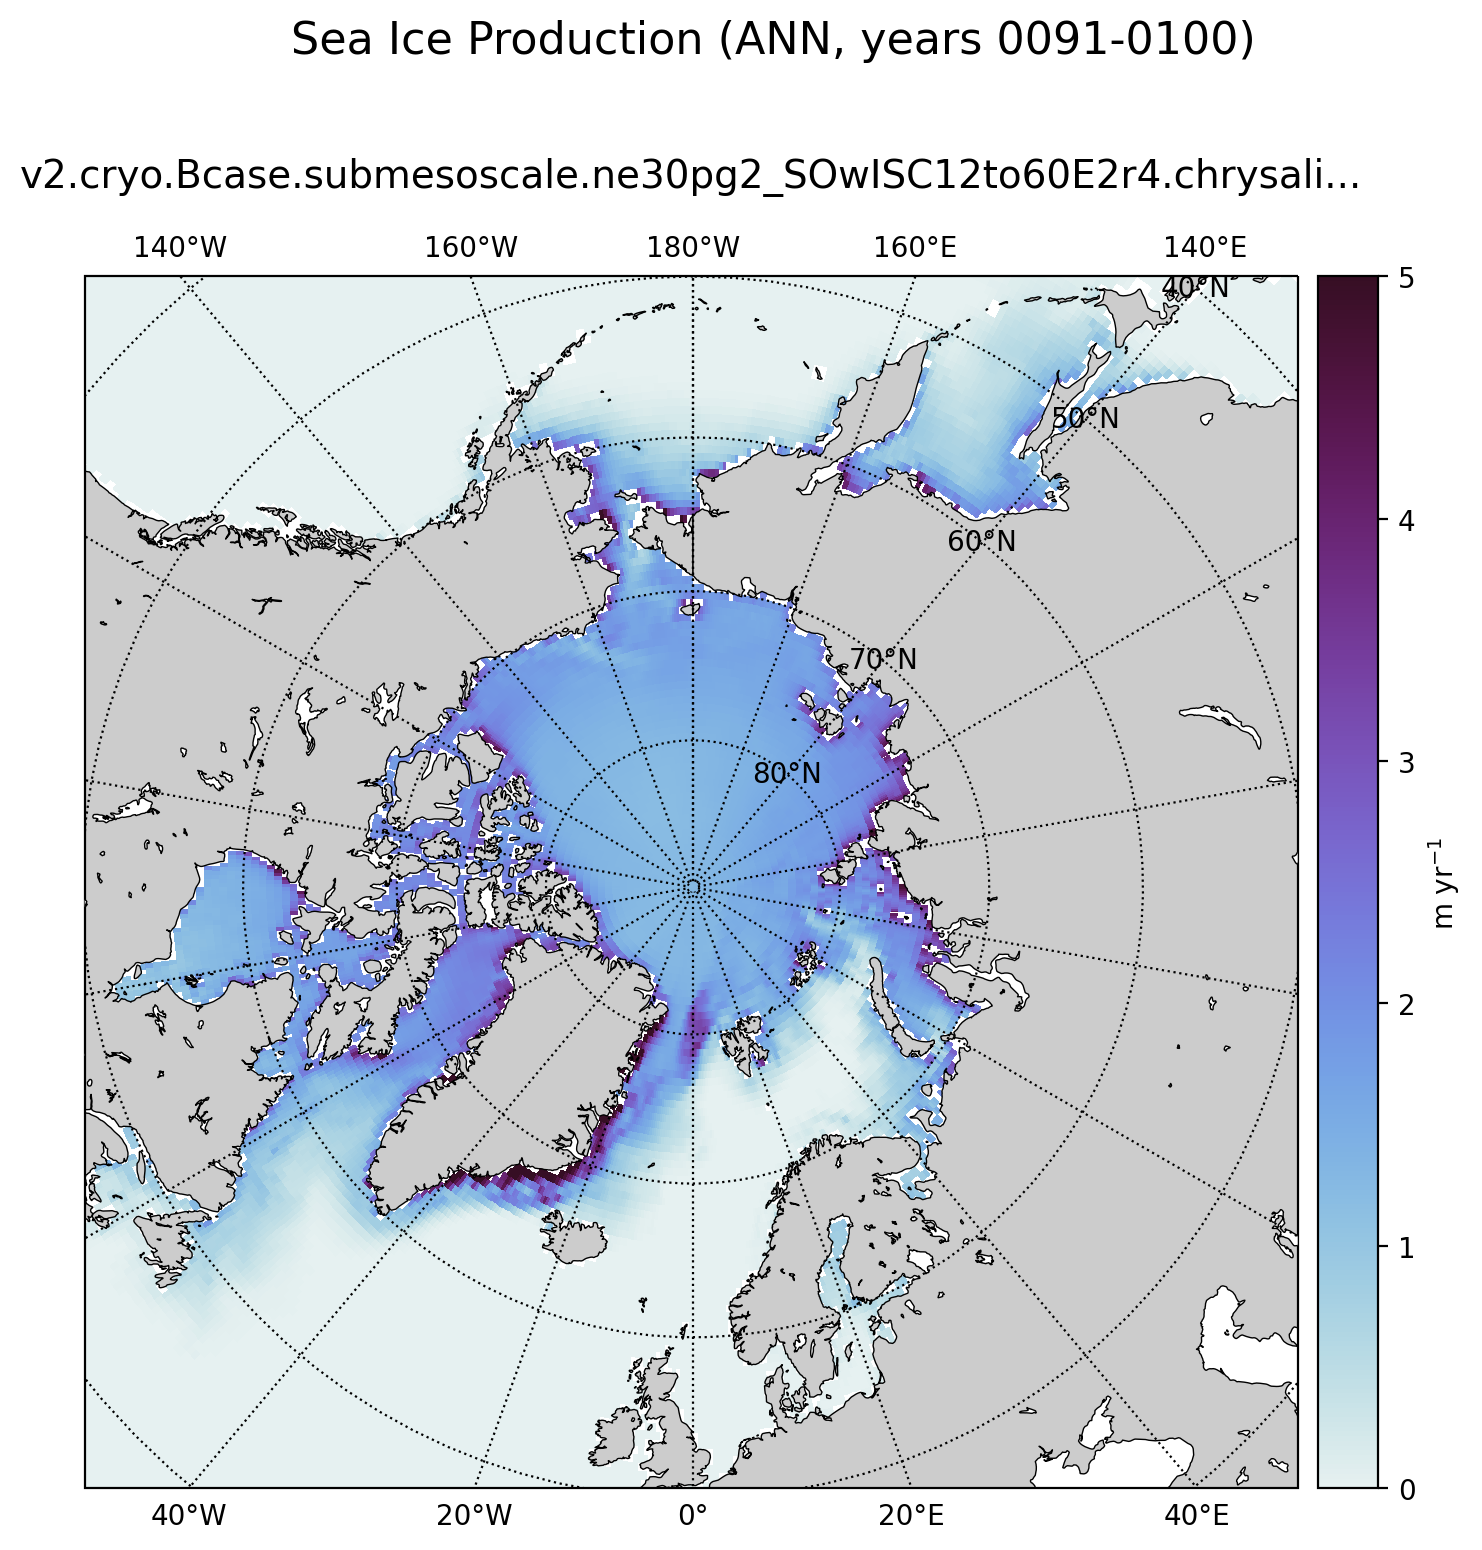 Sea Ice Production (ANN, years 0091-0100)
v2.cryo.Bcase.submesoscale.ne30pg2_SOwISC12to60E2r4.chrysali...
140°W 160°W 180°W 160°E 140°E
40°N
50°N
60°N
70°N
80°N
5
4
3
2
1
0
m yr⁻¹
40°W 20°W 0° 20°E 40°E